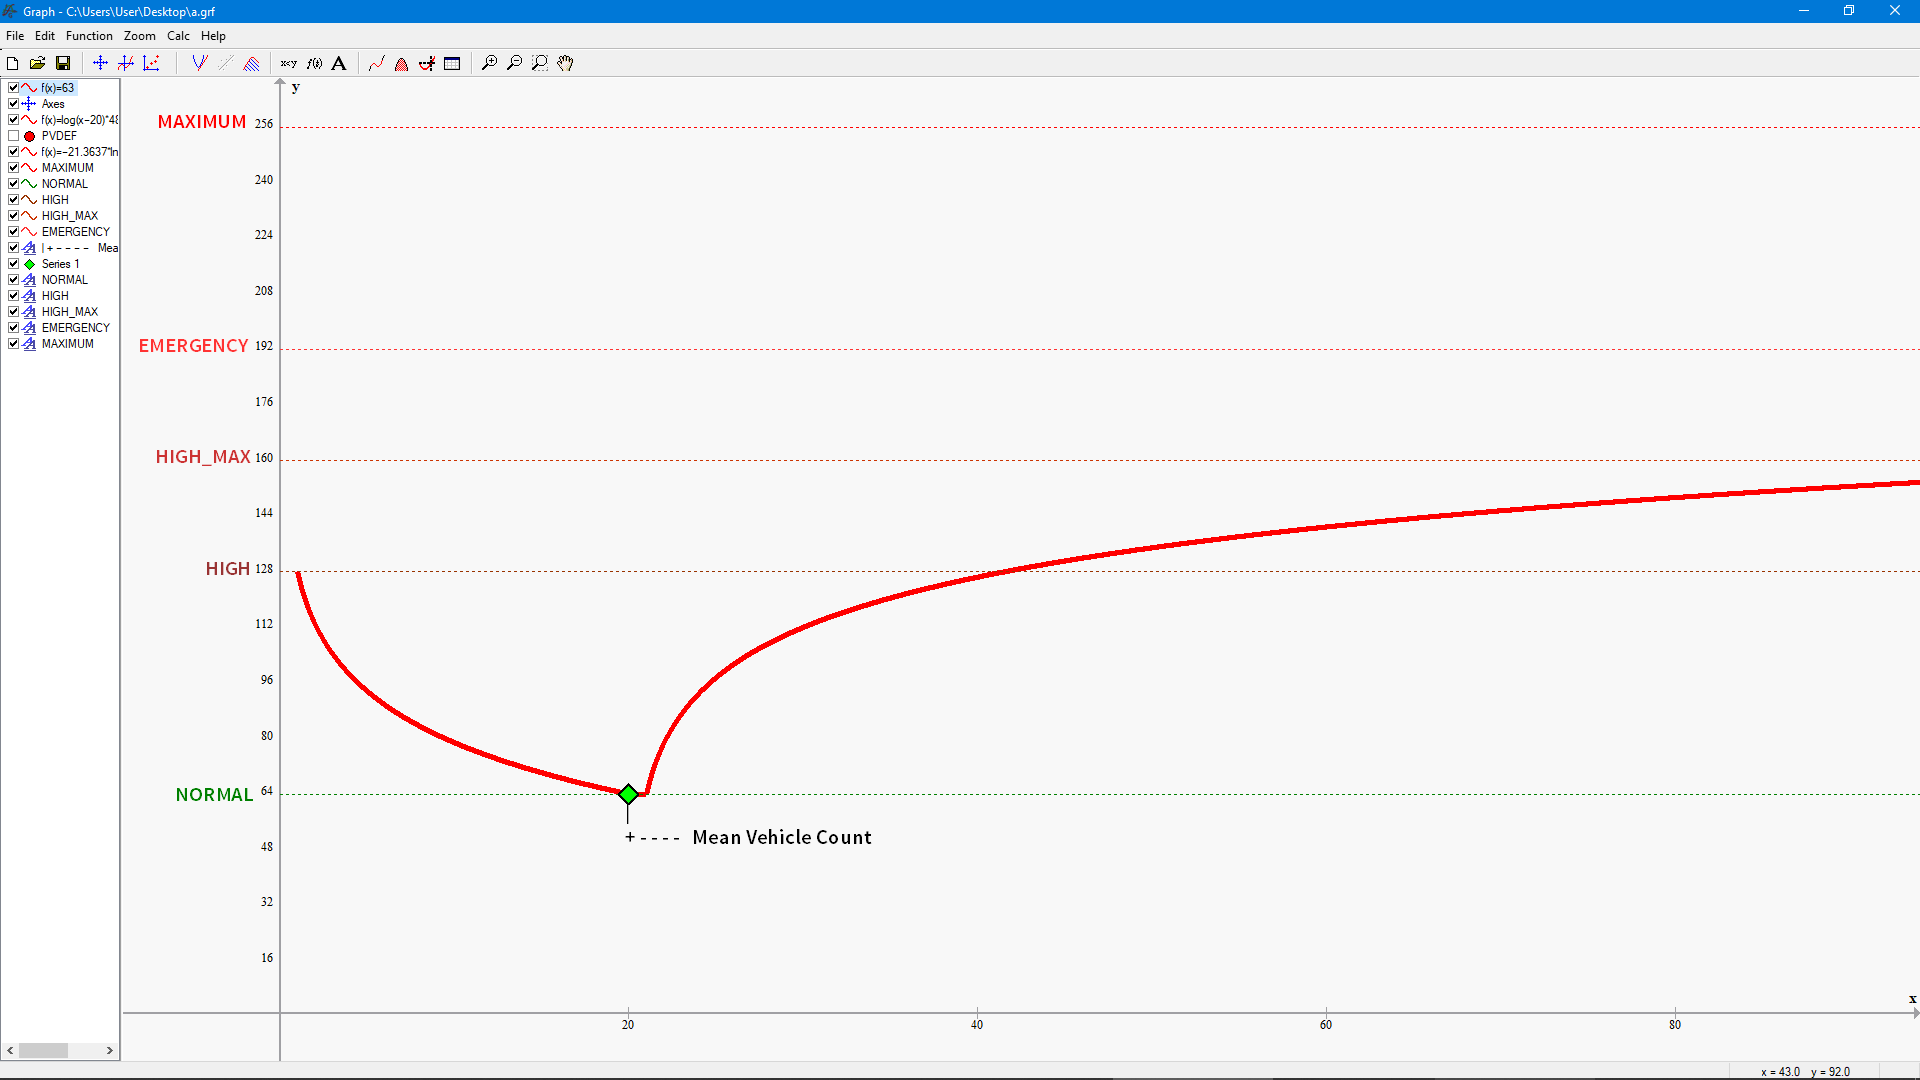 Graph - C:\Users\User\Desktop\a.grf
File Edit Function Zoom Calc Help
x<y f(x) A
f(x)=63
Axes
f(x)=log(x-20)*48
PVDEF
f(x)=-21.3637*ln
MAXIMUM
NORMAL
HIGH
HIGH_MAX
EMERGENCY
| + - - - - Mea
Series 1
NORMAL
HIGH
HIGH_MAX
EMERGENCY
MAXIMUM
y
MAXIMUM 256
240
224
208
EMERGENCY 192
176
HIGH_MAX 160
144
HIGH 128
112
96
80
NORMAL 64
+ - - - - Mean Vehicle Count
48
32
16
x
20 40 60 80
x = 43.0 y = 92.0